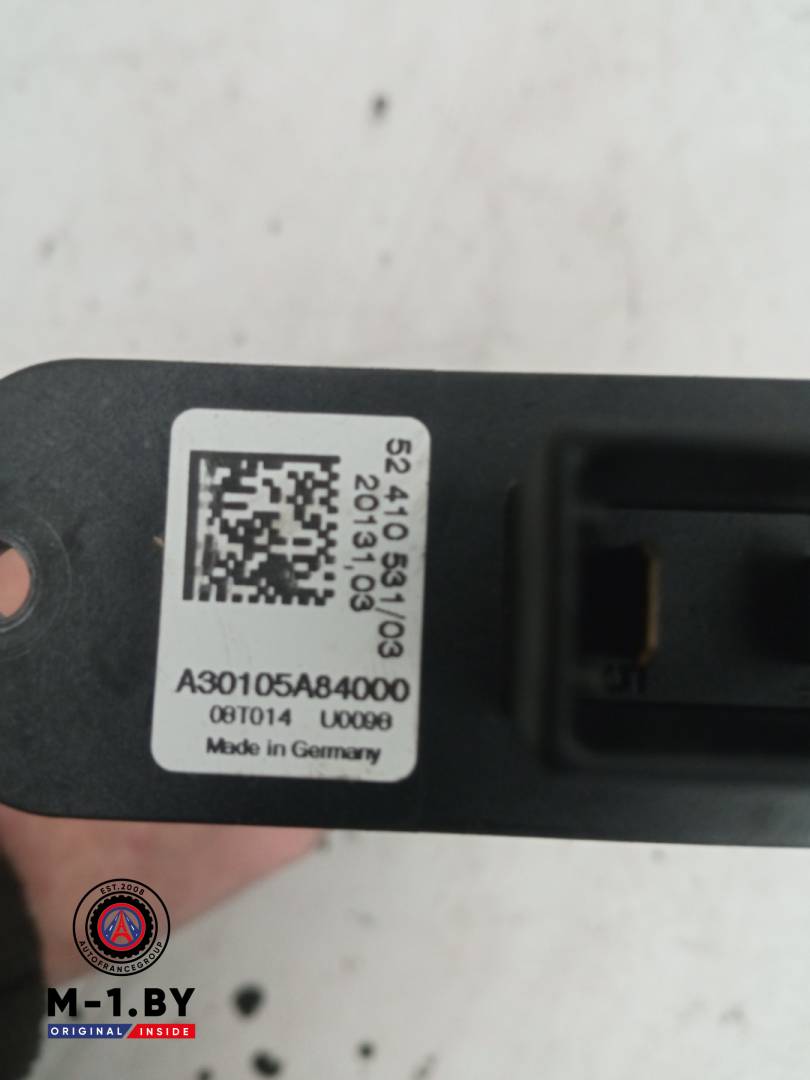 52 410 531/03
20131,03
A30105A84000
08T014 U0098
Made in Germany
EST.2008
AUTOFRANCEGROUP
M-1.BY
ORIGINAL INSIDE